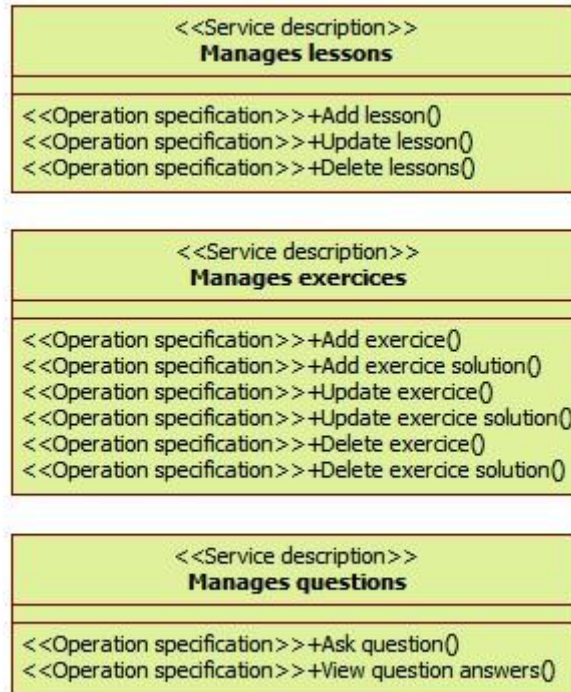 <<Service description>>
Manages lessons
<<Operation specification>>+Add lesson()
<<Operation specification>>+Update lesson()
<<Operation specification>>+Delete lessons()
<<Service description>>
Manages exercices
<<Operation specification>>+Add exercice()
<<Operation specification>>+Add exercice solution()
<<Operation specification>>+Update exercice()
<<Operation specification>>+Update exercice solution()
<<Operation specification>>+Delete exercice()
<<Operation specification>>+Delete exercice solution()
<<Service description>>
Manages questions
<<Operation specification>>+Ask question()
<<Operation specification>>+View question answers()